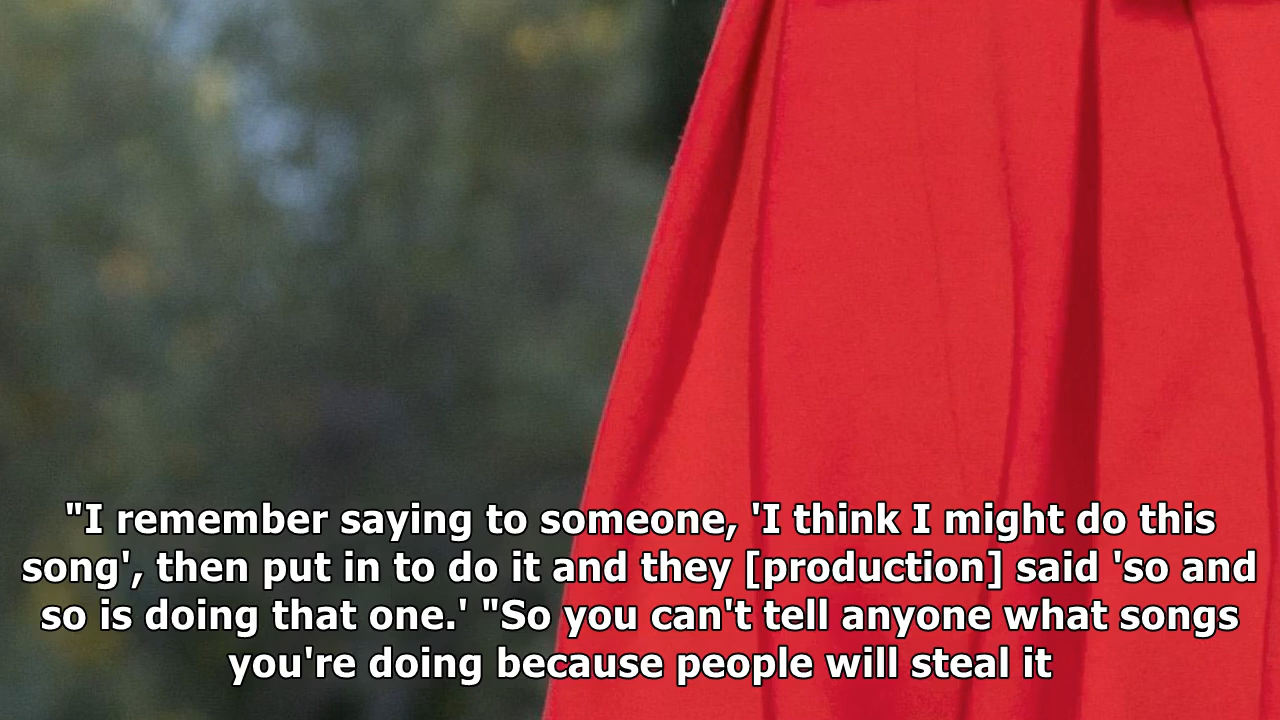 "I remember saying to someone, 'I think I might do this
song', then put in to do it and they [production] said 'so and
so is doing that one.' "So you can't tell anyone what songs
you're doing because people will steal it